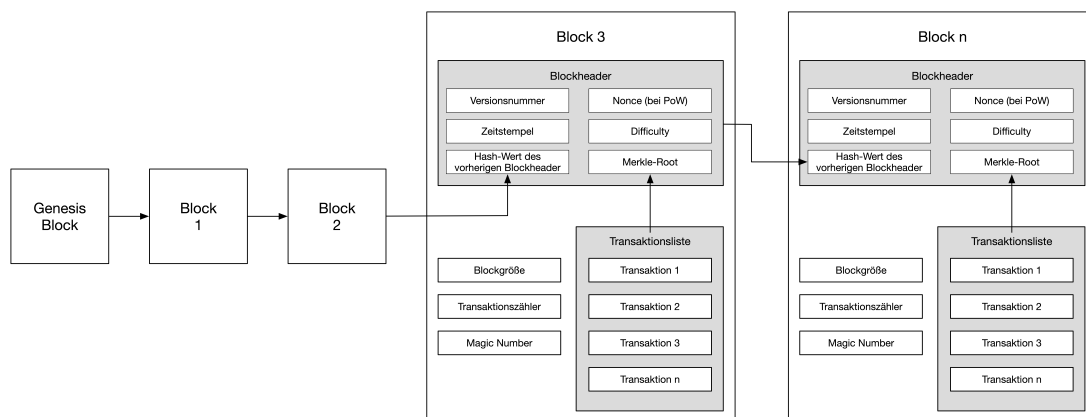 Genesis
Block
Block
1
Block
2
Block 3
Blockheader
Versionsnummer
Nonce (bei PoW)
Zeitstempel
Difficulty
Hash-Wert des
vorherigen Blockheader
Merkle-Root
Transaktionsliste
Blockgröße
Transaktion 1
Transaktionszähler
Transaktion 2
Magic Number
Transaktion 3
Transaktion n
Block n
Blockheader
Versionsnummer
Nonce (bei PoW)
Zeitstempel
Difficulty
Hash-Wert des
vorherigen Blockheader
Merkle-Root
Transaktionsliste
Blockgröße
Transaktion 1
Transaktionszähler
Transaktion 2
Magic Number
Transaktion 3
Transaktion n